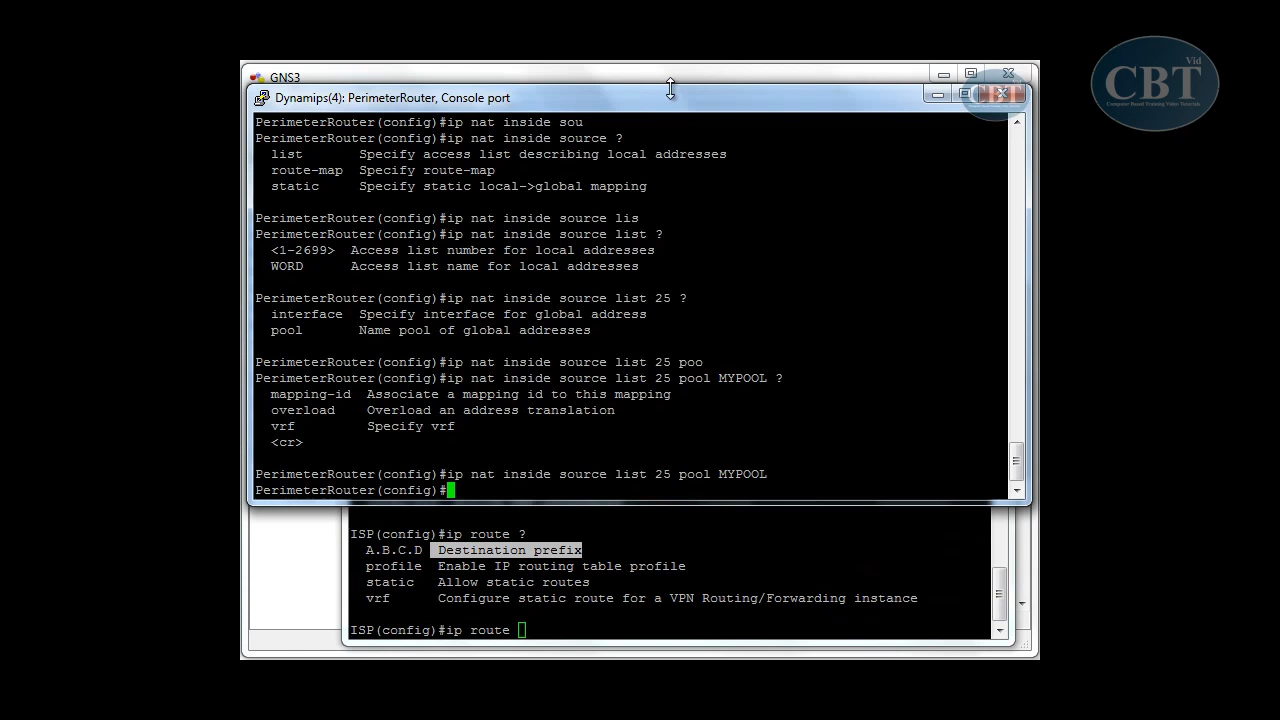 Vid
CBT
Computer Based Training Video Tutorials
GNS3
CBT
Dynamips(4): PerimeterRouter, Console port
PerimeterRouter(config)#ip nat inside sou
PerimeterRouter(config)#ip nat inside source ?
list Specify access list describing local addresses
route-map Specify route-map
static Specify static local->global mapping
PerimeterRouter(config)#ip nat inside source lis
PerimeterRouter(config)#ip nat inside source list ?
<1-2699> Access list number for local addresses
WORD Access list name for local addresses
PerimeterRouter(config)#ip nat inside source list 25 ?
interface Specify interface for global address
pool Name pool of global addresses
PerimeterRouter(config)#ip nat inside source list 25 poo
PerimeterRouter(config)#ip nat inside source list 25 pool MYPOOL ?
mapping-id Associate a mapping id to this mapping
overload Overload an address translation
vrf Specify vrf
<cr>
PerimeterRouter(config)#ip nat inside source list 25 pool MYPOOL
PerimeterRouter(config)#
ISP(config)#ip route ?
A.B.C.D Destination prefix
profile Enable IP routing table profile
static Allow static routes
vrf Configure static route for a VPN Routing/Forwarding instance
ISP(config)#ip route